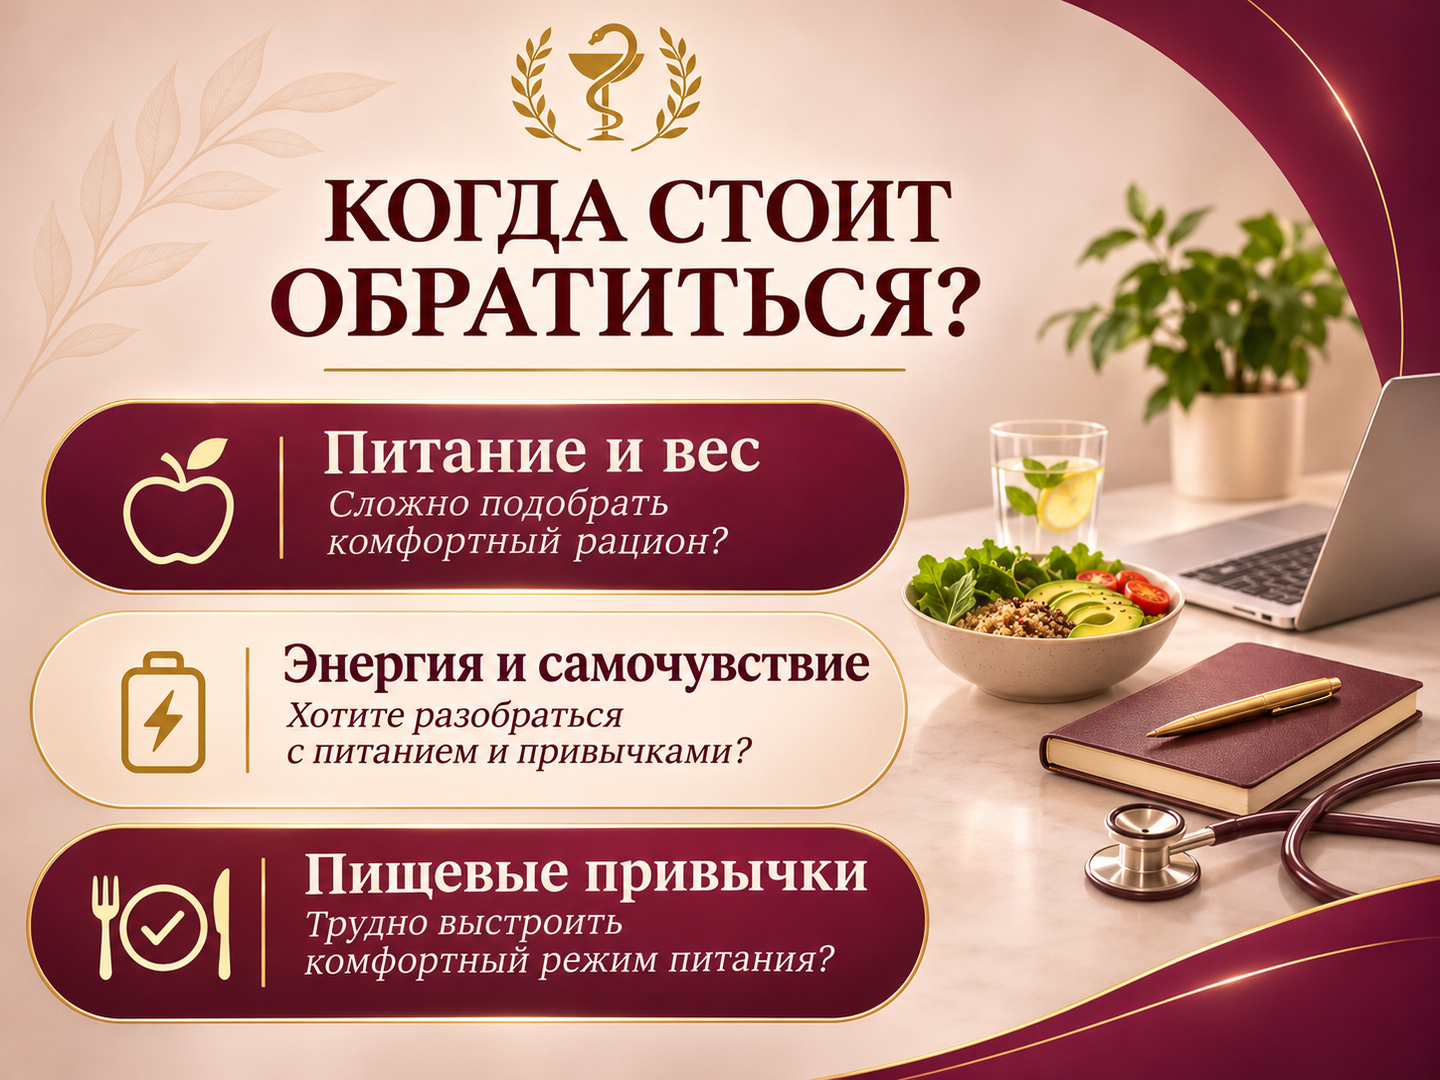 КОГДА СТОИТ
ОБРАТИТЬСЯ?
Питание и вес
Сложно подобрать
комфортный рацион?
Энергия и самочувствие
Хотите разобраться
с питанием и привычками?
Пищевые привычки
Трудно выстроить
комфортный режим питания?